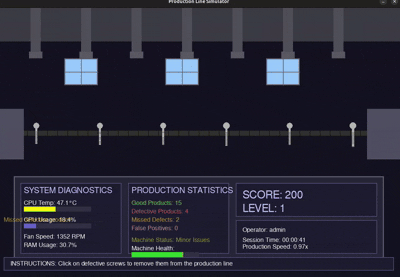 Production Line Simulator
SYSTEM DIAGNOSTICS
CPU Temp: 47.1°C
GPU Usage: 18.4%
Fan Speed: 1352 RPM
RAM Usage: 30.7%
PRODUCTION STATISTICS
Good Products: 15
Defective Products: 4
Missed Defects: 2
False Positives: 0
Machine Status: Minor Issues
Machine Health:
SCORE: 200
LEVEL: 1
Operator: admin
Session Time: 00:00:41
Production Speed: 0.97x
INSTRUCTIONS: Click on defective screws to remove them from the production line